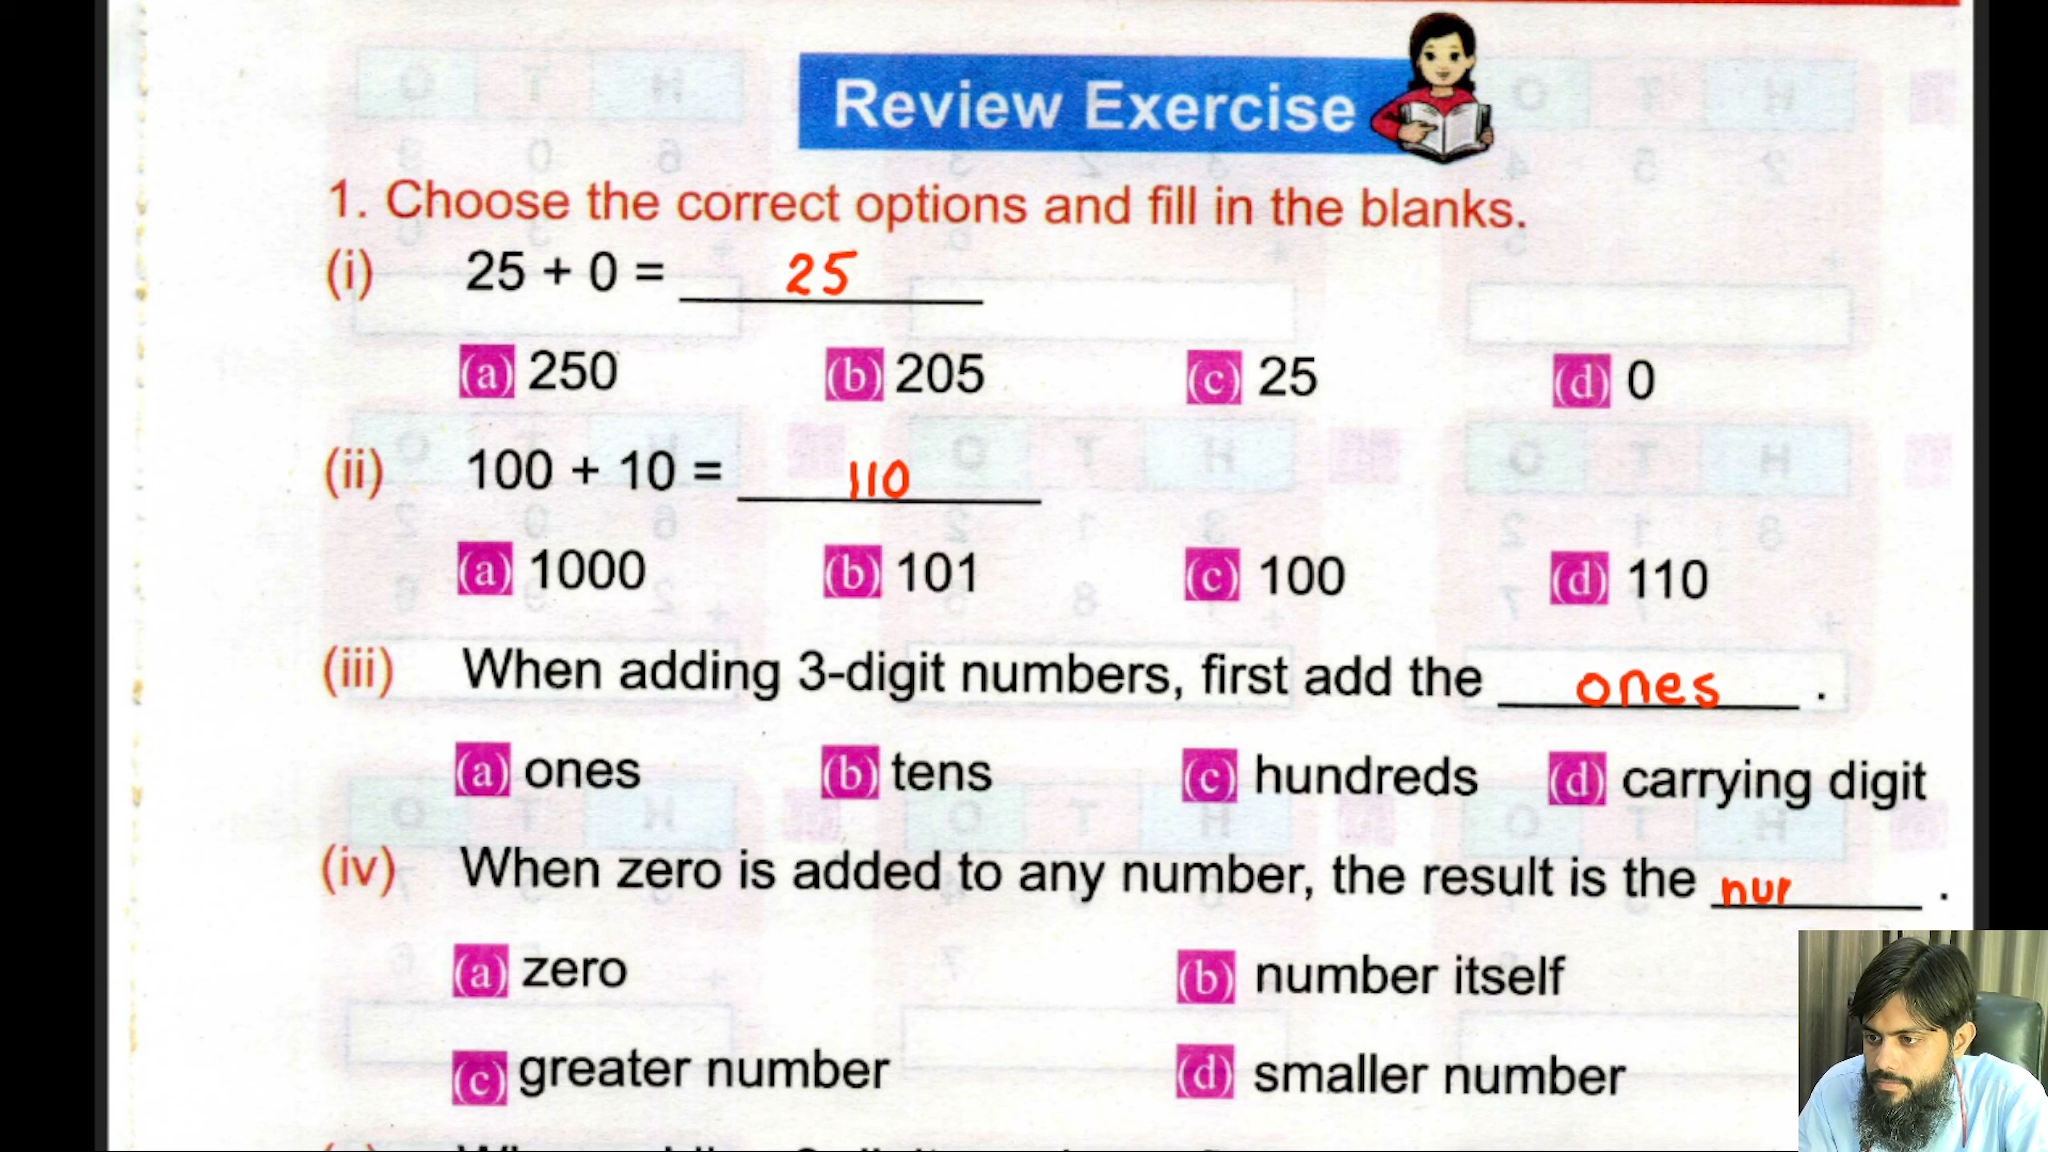 Review Exercise
1. Choose the correct options and fill in the blanks.
(i) 25 + 0 = 25
(a) 250 (b) 205 (c) 25 (d) 0
(ii) 100 + 10 = 110
(a) 1000 (b) 101 (c) 100 (d) 110
(iii) When adding 3-digit numbers, first add the ones .
(a) ones (b) tens (c) hundreds (d) carrying digit
(iv) When zero is added to any number, the result is the nur .
(a) zero (b) number itself
(c) greater number (d) smaller number